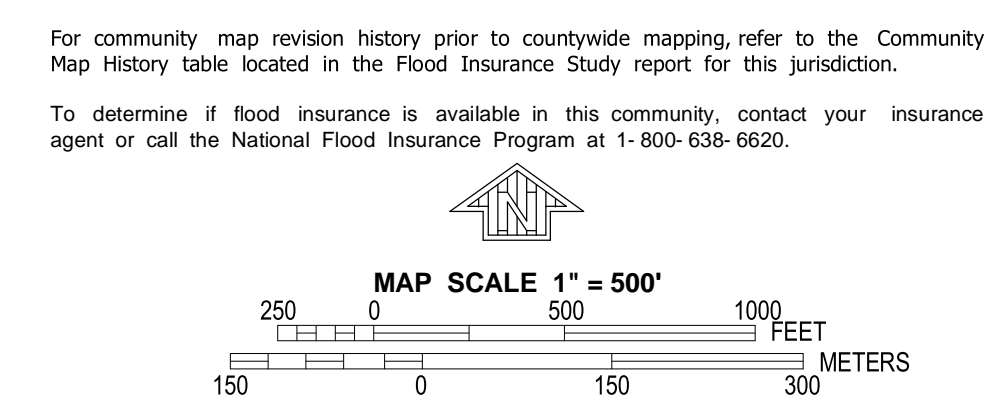 For community map revision history prior to countywide mapping, refer to the Community
Map History table located in the Flood Insurance Study report for this jurisdiction.
To determine if flood insurance is available in this community, contact your insurance
agent or call the National Flood Insurance Program at 1- 800- 638- 6620.
N
MAP SCALE 1" = 500'
250 0 500 1000
FEET
METERS
150 0 150 300